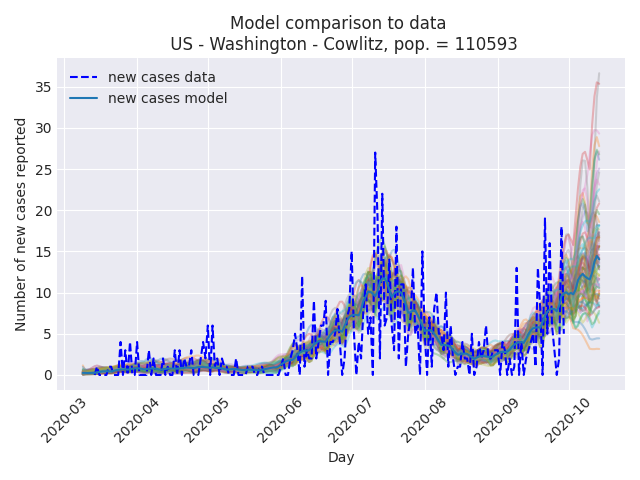 Model comparison to data
US - Washington - Cowlitz, pop. = 110593
new cases data
new cases model
Number of new cases reported
35
30
25
20
15
10
5
0
2020-03
2020-04
2020-05
2020-06
2020-07
2020-08
2020-09
2020-10
Day